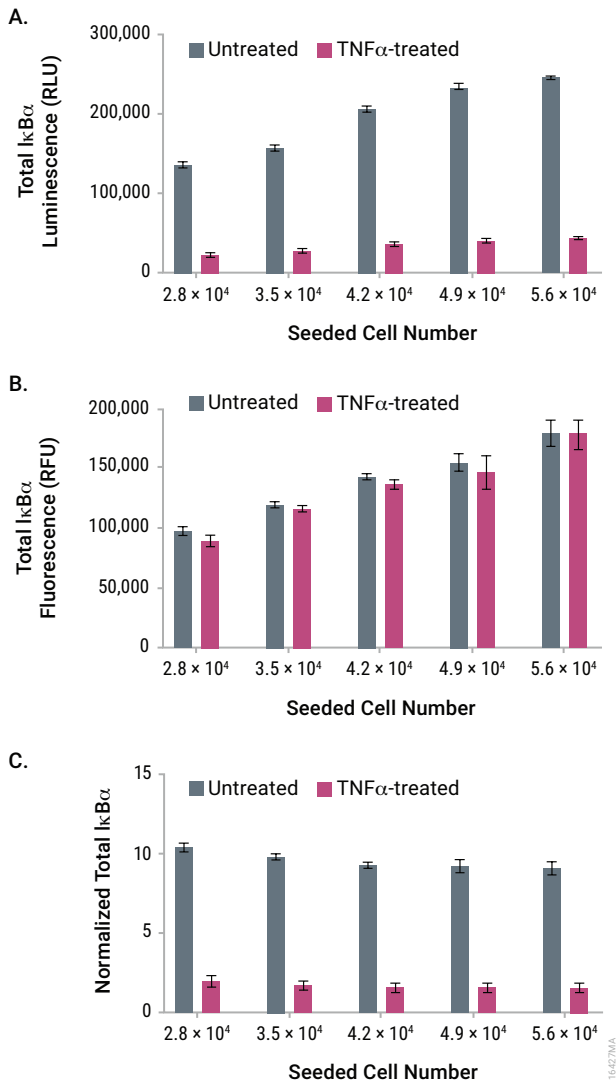 A.
300,000
Untreated TNFα-treated
Total IκBα
Luminescence (RLU)
200,000
100,000
0
2.8 × 10⁴ 3.5 × 10⁴ 4.2 × 10⁴ 4.9 × 10⁴ 5.6 × 10⁴
Seeded Cell Number
B.
200,000
Untreated TNFα-treated
Total IκBα
Fluorescence (RFU)
150,000
100,000
50,000
0
2.8 × 10⁴ 3.5 × 10⁴ 4.2 × 10⁴ 4.9 × 10⁴ 5.6 × 10⁴
Seeded Cell Number
C.
15
Untreated TNFα-treated
Normalized Total IκBα
10
5
0
2.8 × 10⁴ 3.5 × 10⁴ 4.2 × 10⁴ 4.9 × 10⁴ 5.6 × 10⁴
Seeded Cell Number
16427MA